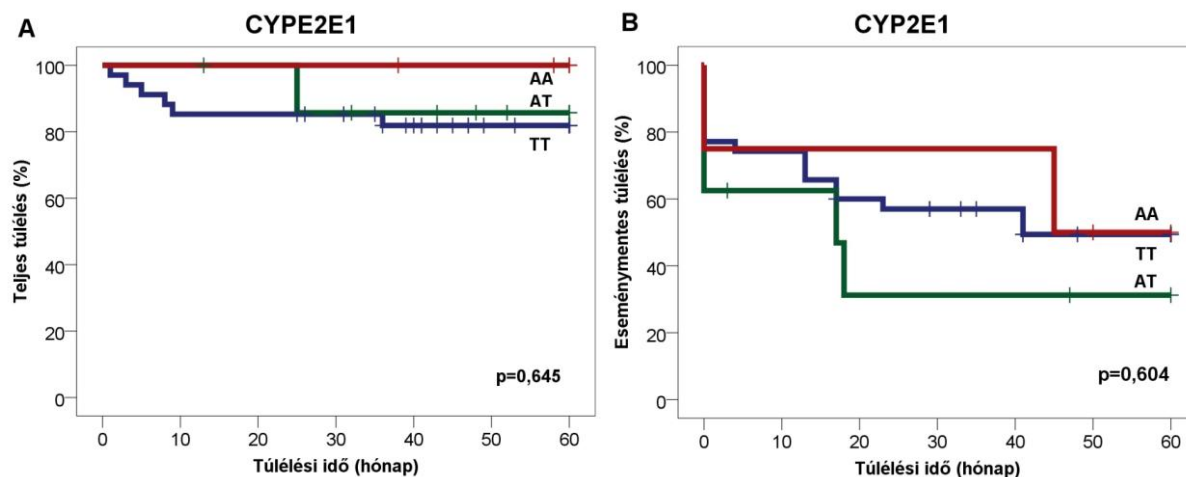 A
CYPE2E1
Teljes túlélés (%)
100
80
60
40
20
0
AA
AT
TT
p=0,645
0 10 20 30 40 50 60
Túlélési idő (hónap)
B
CYP2E1
Eseménymentes túlélés (%)
100
80
60
40
20
0
AA
TT
AT
p=0,604
0 10 20 30 40 50 60
Túlélési idő (hónap)